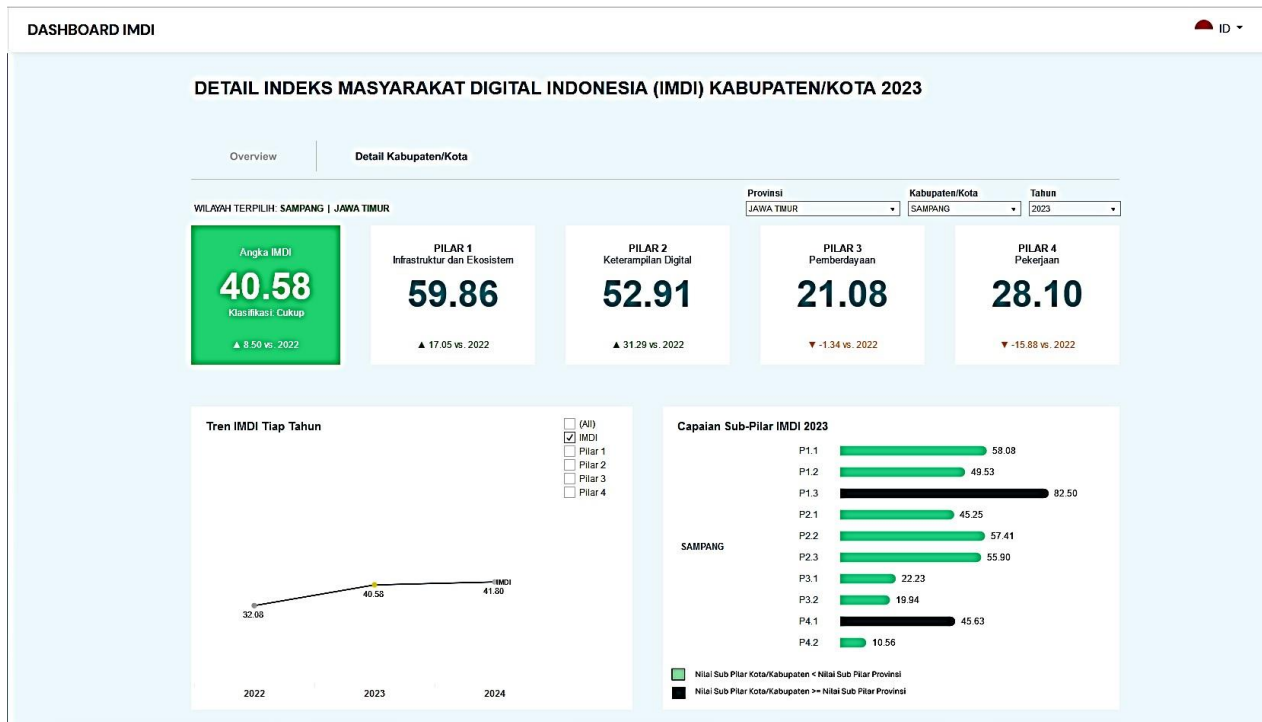 DASHBOARD IMDI
ID
DETAIL INDEKS MASYARAKAT DIGITAL INDONESIA (IMDI) KABUPATEN/KOTA 2023
Overview
Detail Kabupaten/Kota
WILAYAH TERPILIH: SAMPANG | JAWA TIMUR
Provinsi
JAWA TIMUR
Kabupaten/Kota
SAMPANG
Tahun
2023
Angka IMDI
40.58
Klasifikasi: Cukup
▲ 8.50 vs. 2022
PILAR 1
Infrastruktur dan Ekosistem
59.86
▲ 17.05 vs. 2022
PILAR 2
Keterampilan Digital
52.91
▲ 31.29 vs. 2022
PILAR 3
Pemberdayaan
21.08
▼ -1.34 vs. 2022
PILAR 4
Pekerjaan
28.10
▼ -15.88 vs. 2022
Tren IMDI Tiap Tahun
(All)
IMDI
Pilar 1
Pilar 2
Pilar 3
Pilar 4
32.08
40.58
IMDI
41.80
2022
2023
2024
Capaian Sub-Pilar IMDI 2023
SAMPANG
P1.1 58.08
P1.2 49.53
P1.3 82.50
P2.1 45.25
P2.2 57.41
P2.3 55.90
P3.1 22.23
P3.2 19.94
P4.1 45.63
P4.2 10.56
Nilai Sub Pilar Kota/Kabupaten < Nilai Sub Pilar Provinsi
Nilai Sub Pilar Kota/Kabupaten >= Nilai Sub Pilar Provinsi